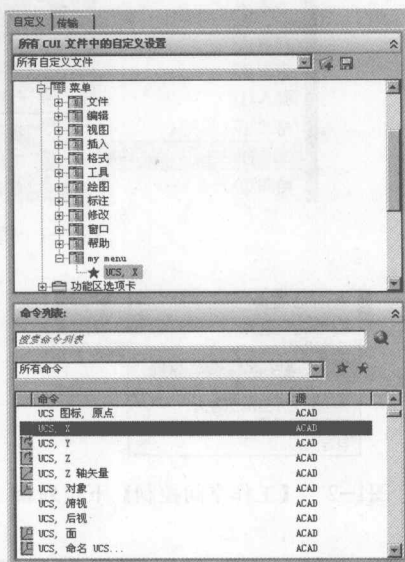 自定义 传输
所有 CUI 文件中的自定义设置
所有自定义文件
菜单
文件
编辑
视图
插入
格式
工具
绘图
标注
修改
窗口
帮助
my menu
UCS, X
功能区选项卡
命令列表:
搜索命令列表
所有命令
命令 源
UCS 图标, 原点 ACAD
UCS, X ACAD
UCS, Y ACAD
UCS, Z ACAD
UCS, Z 轴矢量 ACAD
UCS, 对象 ACAD
UCS, 俯视 ACAD
UCS, 后视 ACAD
UCS, 面 ACAD
UCS, 命名 UCS... ACAD